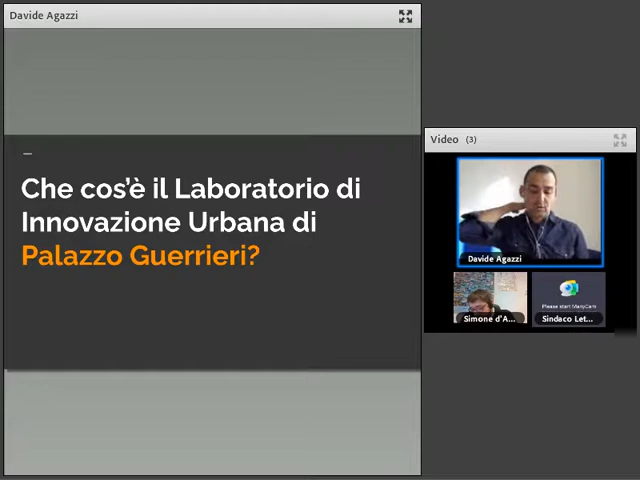 Davide Agazzi
Che cos'è il Laboratorio di
Innovazione Urbana di
Palazzo Guerrieri?
Video (3)
Davide Agazzi
Please start ManyCam
Simone d'A...
Sindaco Let...